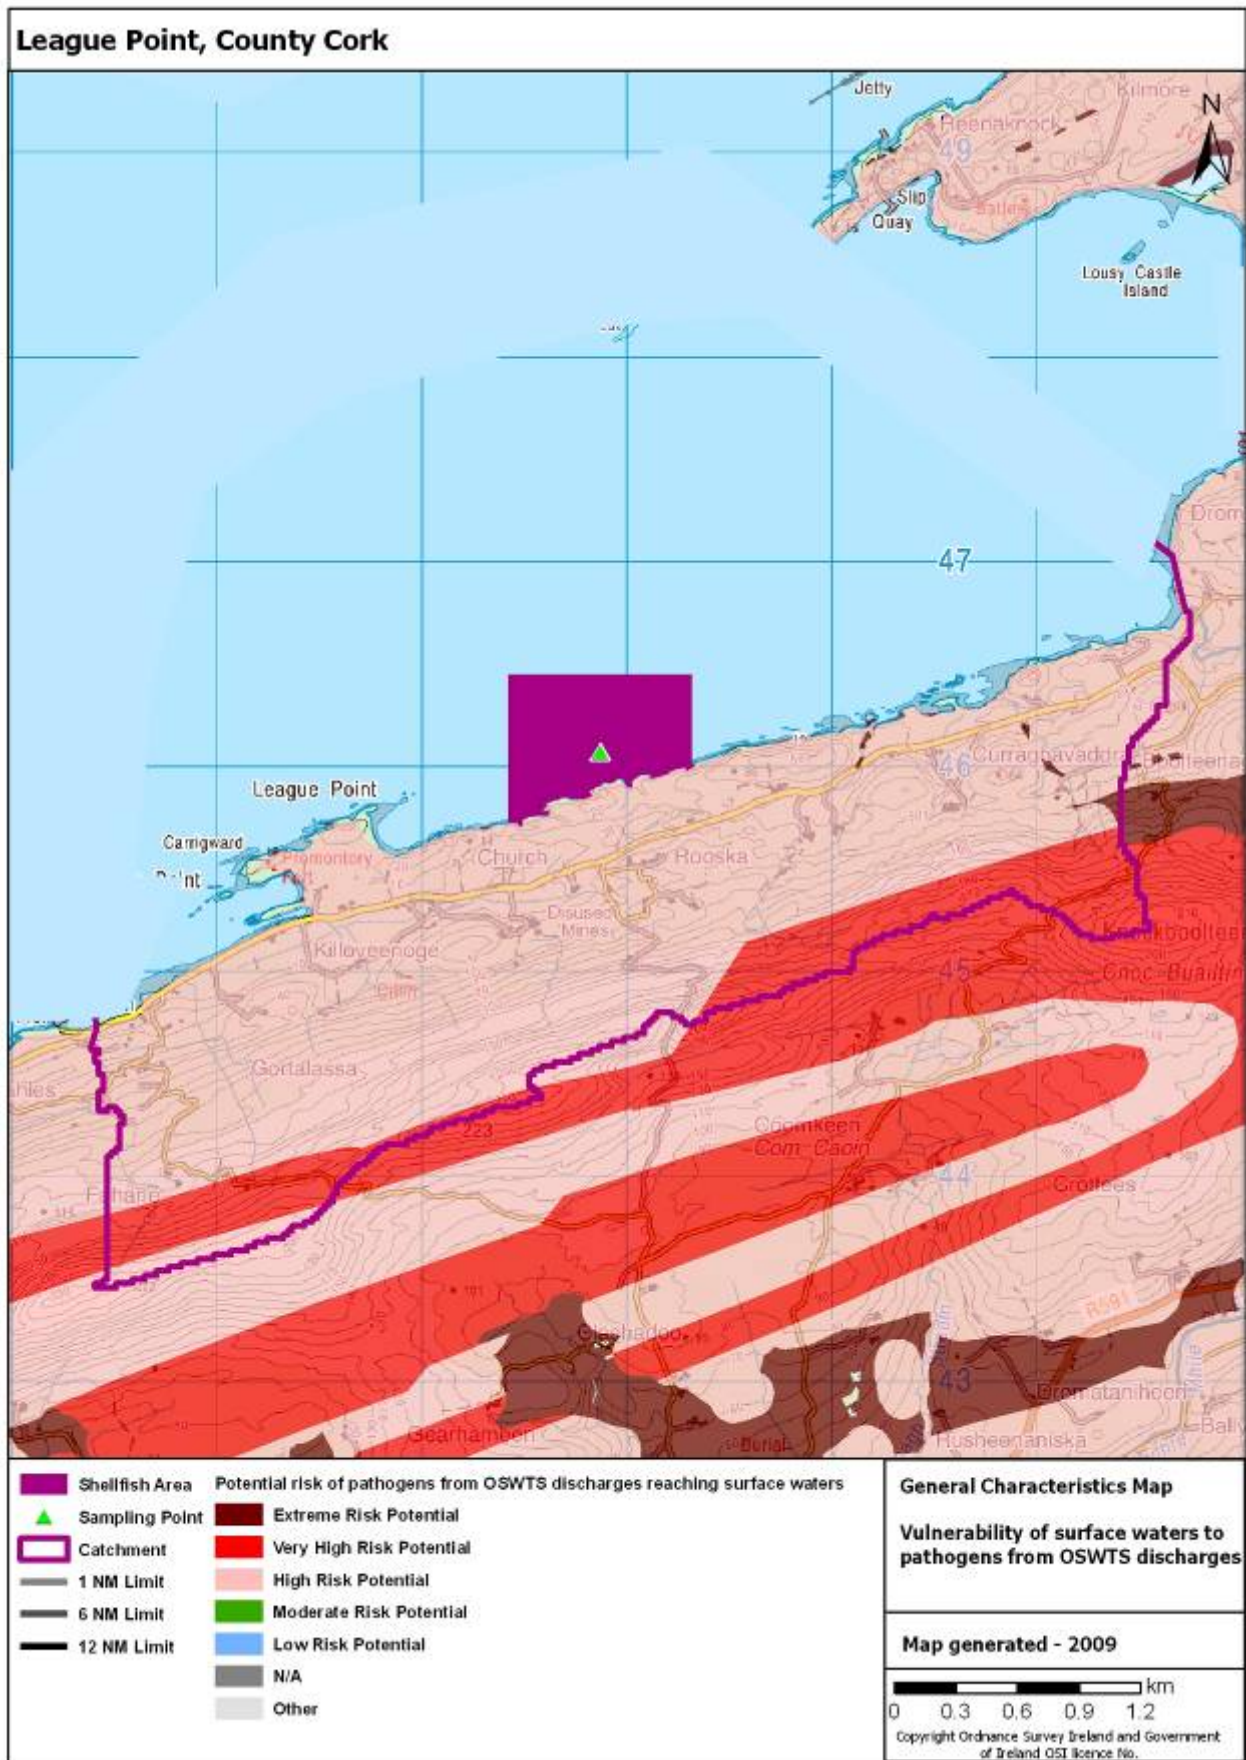 League Point, County Cork
Jetty
Kilmore
N
Reenaknock
49
Slip
Quay
Lousy Castle
Island
Drom
47
League Point
46
Curraghavaddra
Carrigward
Promontory
Church
Rooska
Disused
Mines
Killoveenoge
45
Cnoc Buailtín
Gortalassa
223
Coomkeen
Com Caoin
44
Fahane
Crottees
R591
Glanadoo
43
Dromataniheen
Gearhameen
Burial
Rusheenaniska
Bally
Shellfish Area
Sampling Point
Catchment
1 NM Limit
6 NM Limit
12 NM Limit
Potential risk of pathogens from OSWTS discharges reaching surface waters
Extreme Risk Potential
Very High Risk Potential
High Risk Potential
Moderate Risk Potential
Low Risk Potential
N/A
Other
General Characteristics Map
Vulnerability of surface waters to
pathogens from OSWTS discharges
Map generated - 2009
km
0 0.3 0.6 0.9 1.2
Copyright Ordnance Survey Ireland and Government
of Ireland OSI licence No.